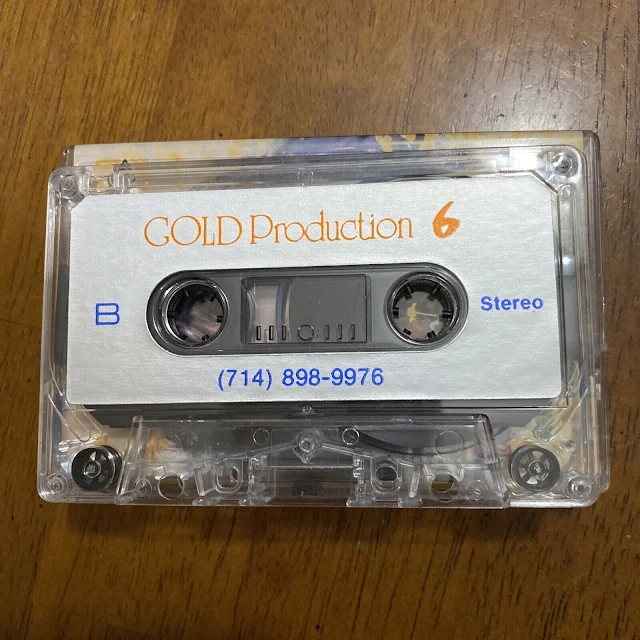 GOLD Production 6
B
Stereo
(714) 898-9976